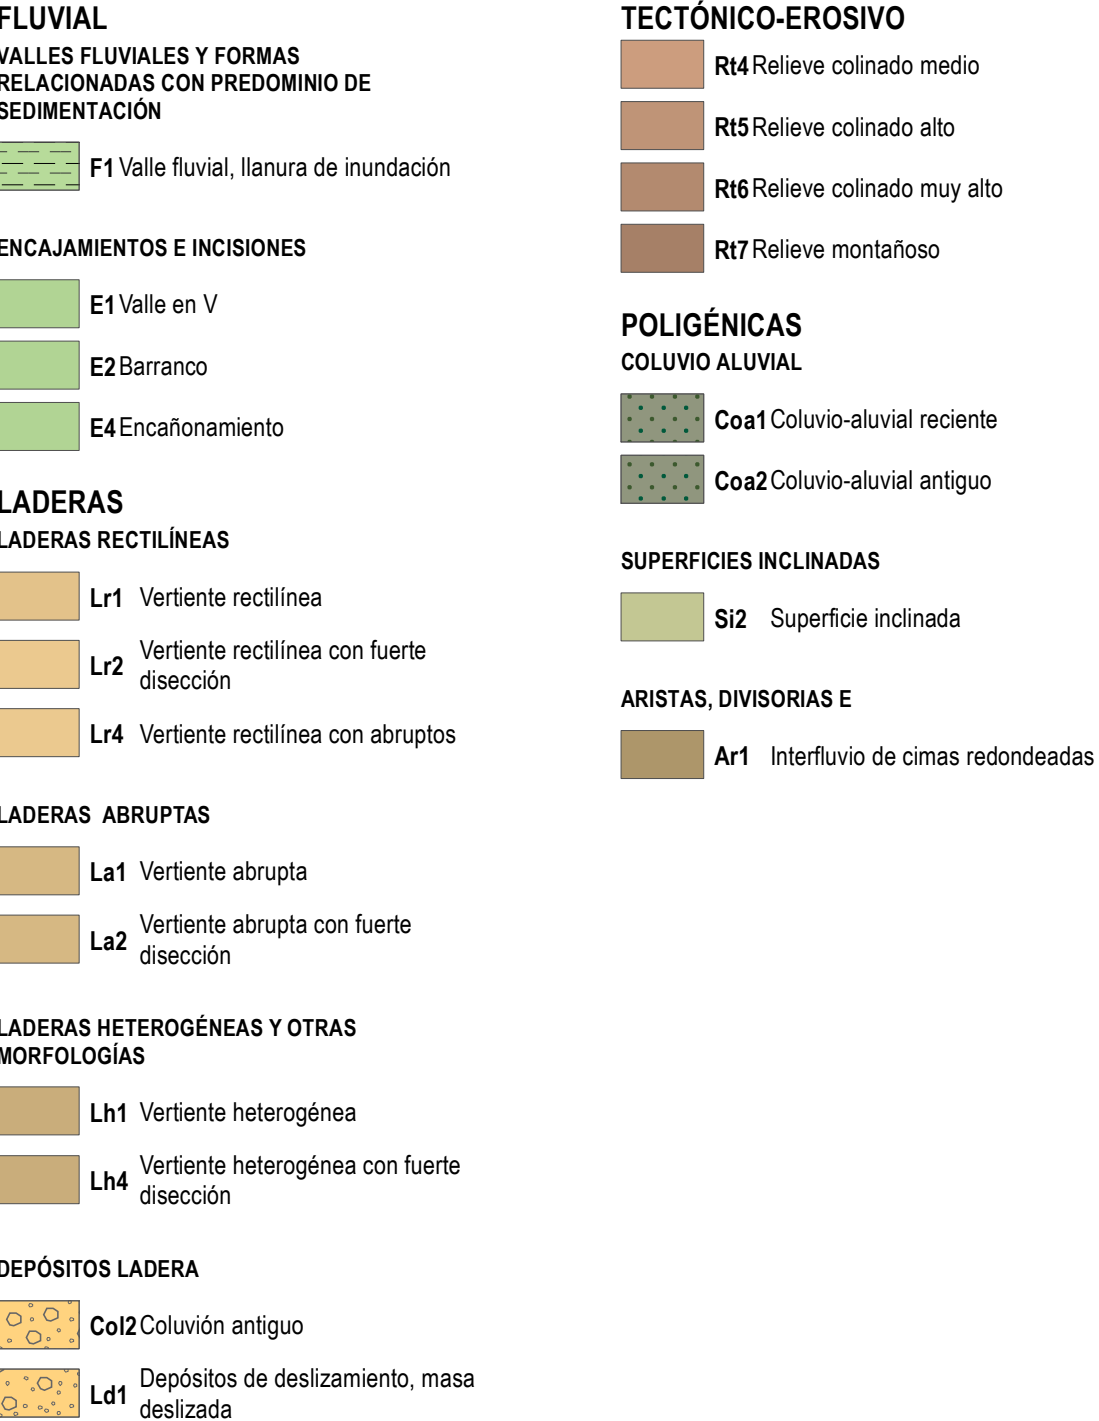 FLUVIAL
VALLES FLUVIALES Y FORMAS
RELACIONADAS CON PREDOMINIO DE
SEDIMENTACIÓN
F1 Valle fluvial, llanura de inundación
ENCAJAMIENTOS E INCISIONES
E1 Valle en V
E2 Barranco
E4 Encañonamiento
LADERAS
LADERAS RECTILÍNEAS
Lr1 Vertiente rectilínea
Lr2 Vertiente rectilínea con fuerte
disección
Lr4 Vertiente rectilínea con abruptos
LADERAS ABRUPTAS
La1 Vertiente abrupta
La2 Vertiente abrupta con fuerte
disección
LADERAS HETEROGÉNEAS Y OTRAS
MORFOLOGÍAS
Lh1 Vertiente heterogénea
Lh4 Vertiente heterogénea con fuerte
disección
DEPÓSITOS LADERA
Col2 Coluvión antiguo
Ld1 Depósitos de deslizamiento, masa
deslizada
TECTÓNICO-EROSIVO
Rt4 Relieve colinado medio
Rt5 Relieve colinado alto
Rt6 Relieve colinado muy alto
Rt7 Relieve montañoso
POLIGÉNICAS
COLUVIO ALUVIAL
Coa1 Coluvio-aluvial reciente
Coa2 Coluvio-aluvial antiguo
SUPERFICIES INCLINADAS
Si2 Superficie inclinada
ARISTAS, DIVISORIAS E
Ar1 Interfluvio de cimas redondeadas